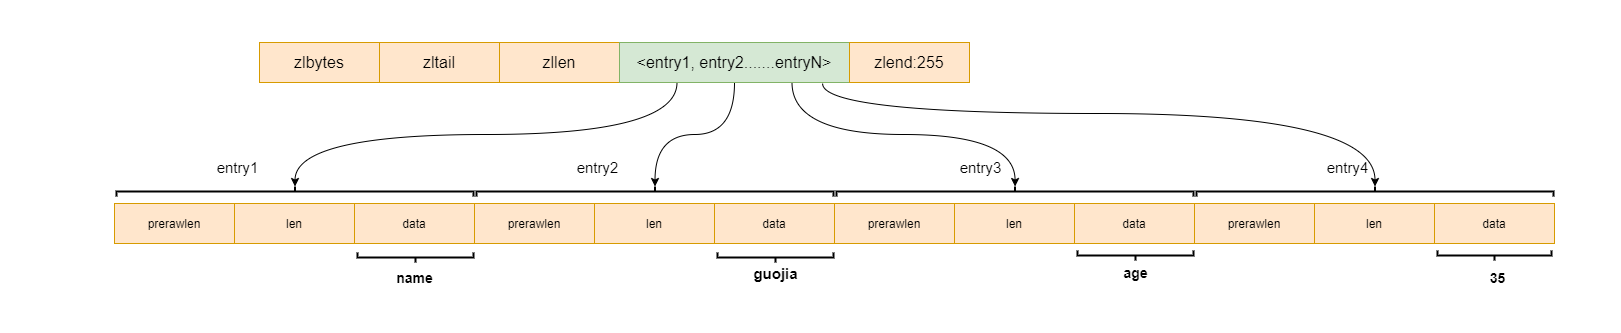 zlbytes zltail zllen <entry1, entry2.......entryN> zlend:255
entry1 entry2 entry3 entry4
prerawlen len data prerawlen len data prerawlen len data prerawlen len data
name guojia age 35